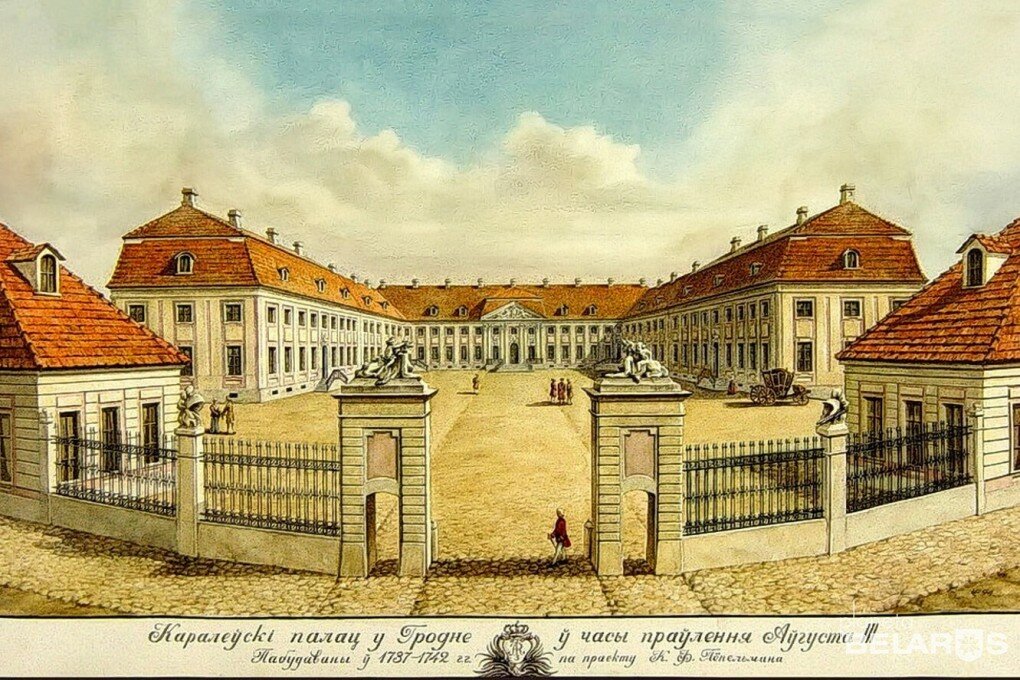 Каралеўскі палац у Гродне ў часы праўлення Аўгуста III
Пабудаваны ў 1737-1742 гг. па праекту К. Ф. Пёпельмана
BELARUS